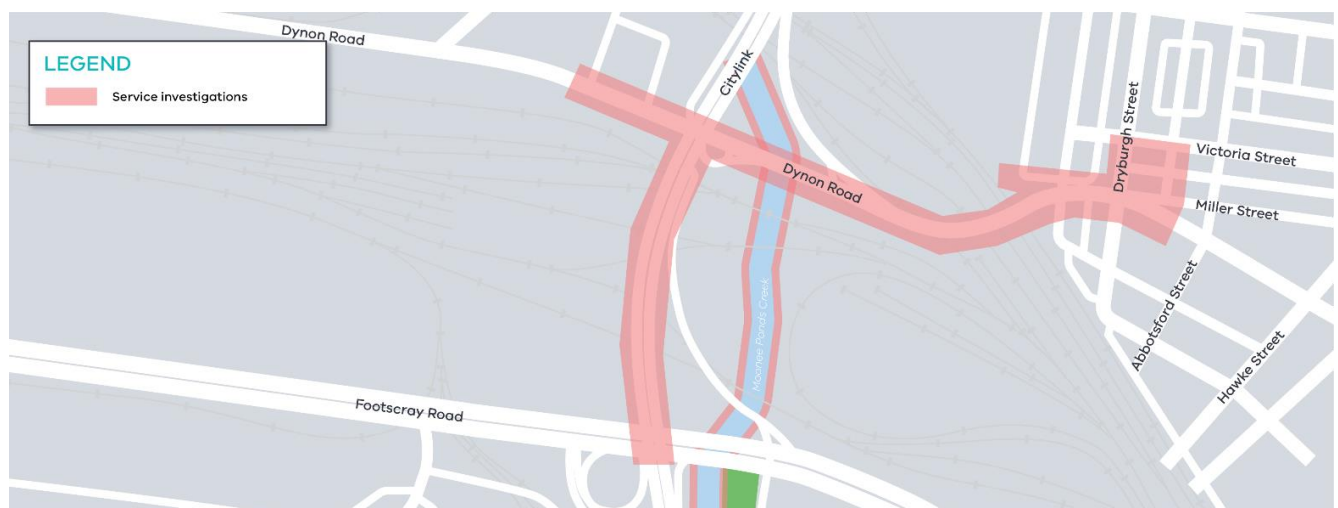 Dynon Road
LEGEND
Service investigations
Citylink
Dryburgh Street
Victoria Street
Dynon Road
Miller Street
Moonee Ponds Creek
Abbotsford Street
Hawke Street
Footscray Road